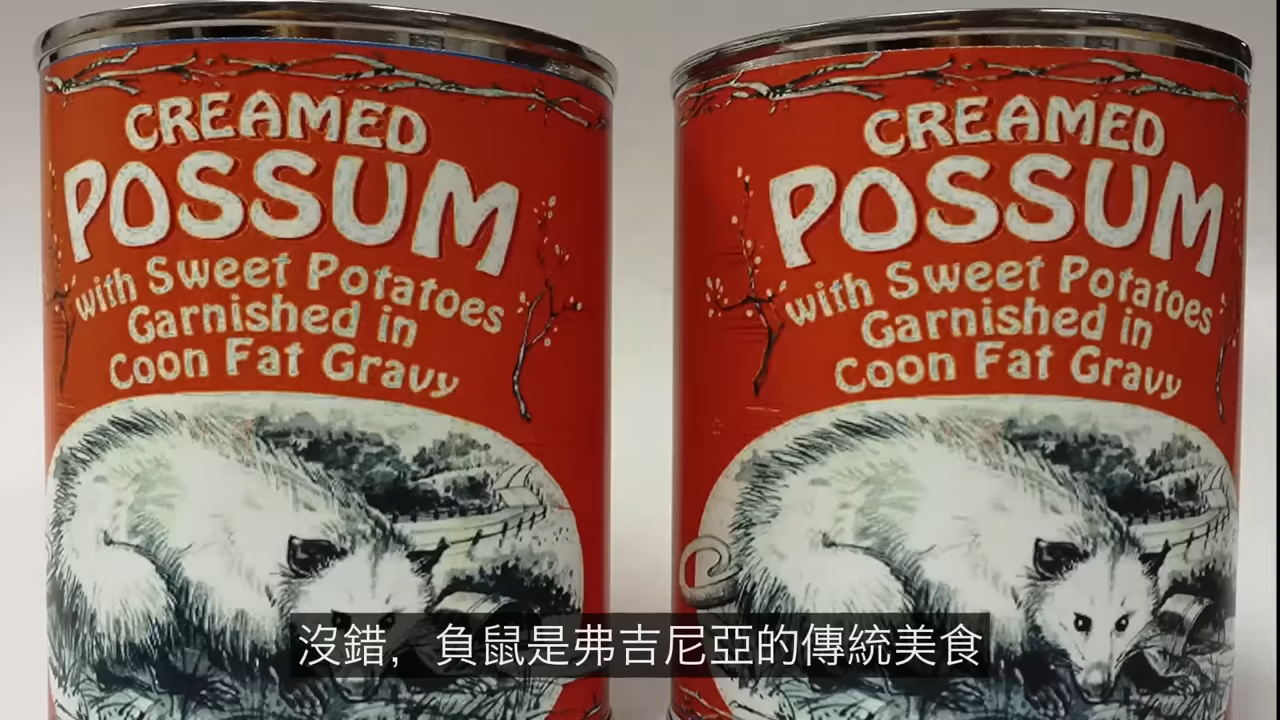 CREAMED
POSSUM
with Sweet Potatoes
Garnished in
Coon Fat Gravy
CREAMED
POSSUM
with Sweet Potatoes
Garnished in
Coon Fat Gravy
沒錯，負鼠是弗吉尼亞的傳統美食